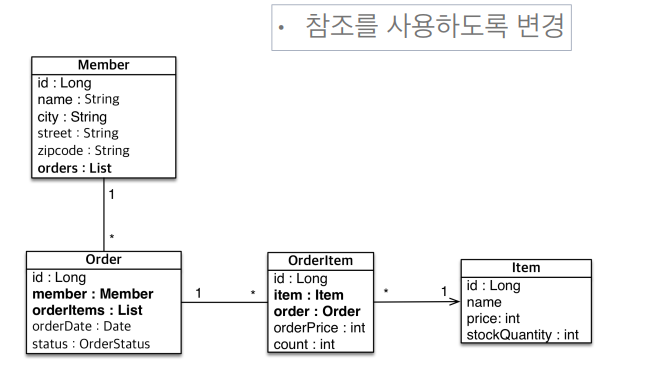 • 참조를 사용하도록 변경
Member
id : Long
name : String
city : String
street : String
zipcode : String
orders : List
1
*
Order
id : Long
member : Member
orderItems : List
orderDate : Date
status : OrderStatus
1
*
OrderItem
id : Long
item : Item
order : Order
orderPrice : int
count : int
*
1
Item
id : Long
name
price: int
stockQuantity : int